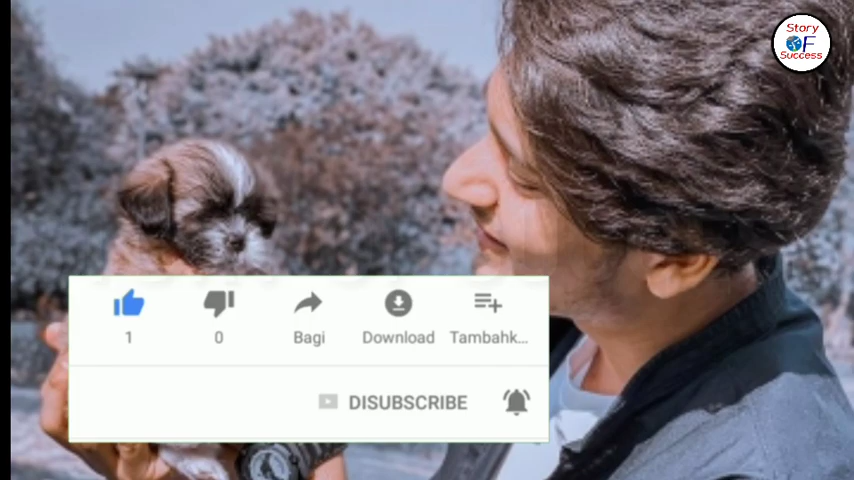 Story
OF
Success
1 0 Bagi Download Tambahk...
DISUBSCRIBE